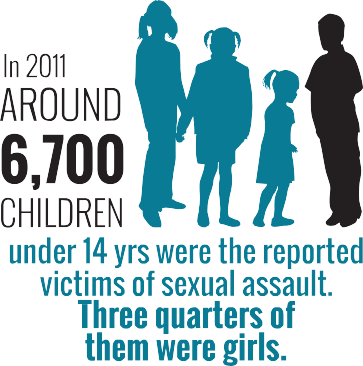 In 2011
AROUND
6,700
CHILDREN
under 14 yrs were the reported
victims of sexual assault.
Three quarters of
them were girls.